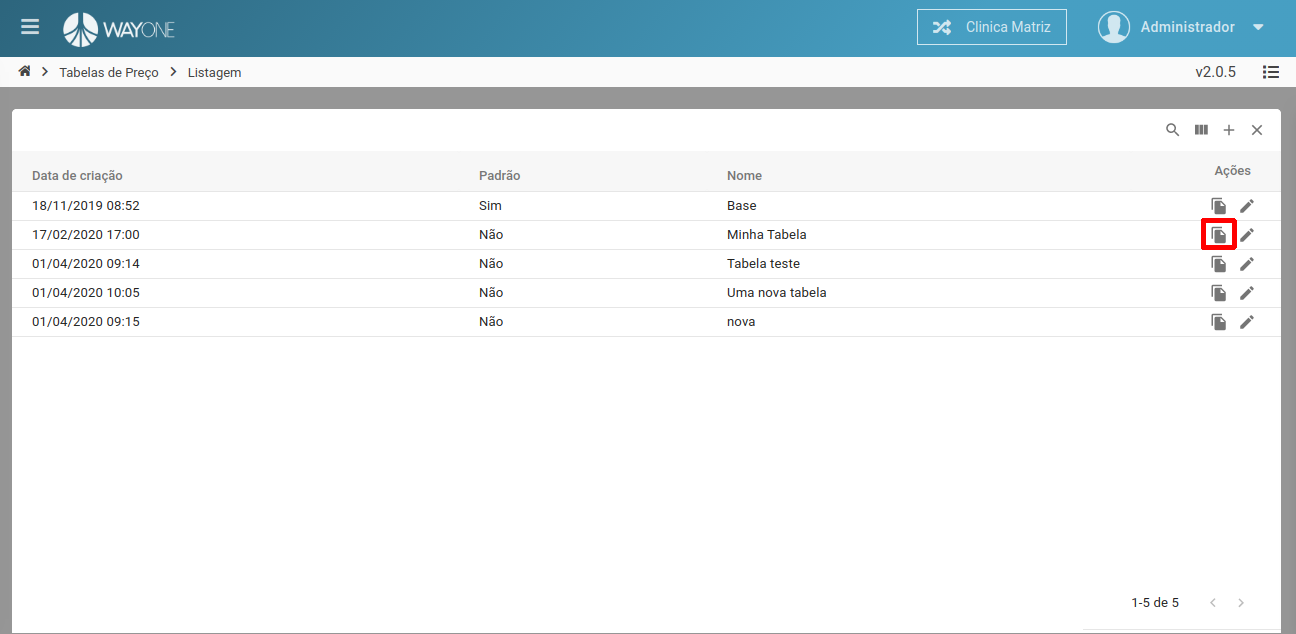 WAYONE
Clinica Matriz
Administrador
Tabelas de Preço
Listagem
v2.0.5
Data de criação Padrão Nome Ações
18/11/2019 08:52 Sim Base
17/02/2020 17:00 Não Minha Tabela
01/04/2020 09:14 Não Tabela teste
01/04/2020 10:05 Não Uma nova tabela
01/04/2020 09:15 Não nova
1-5 de 5